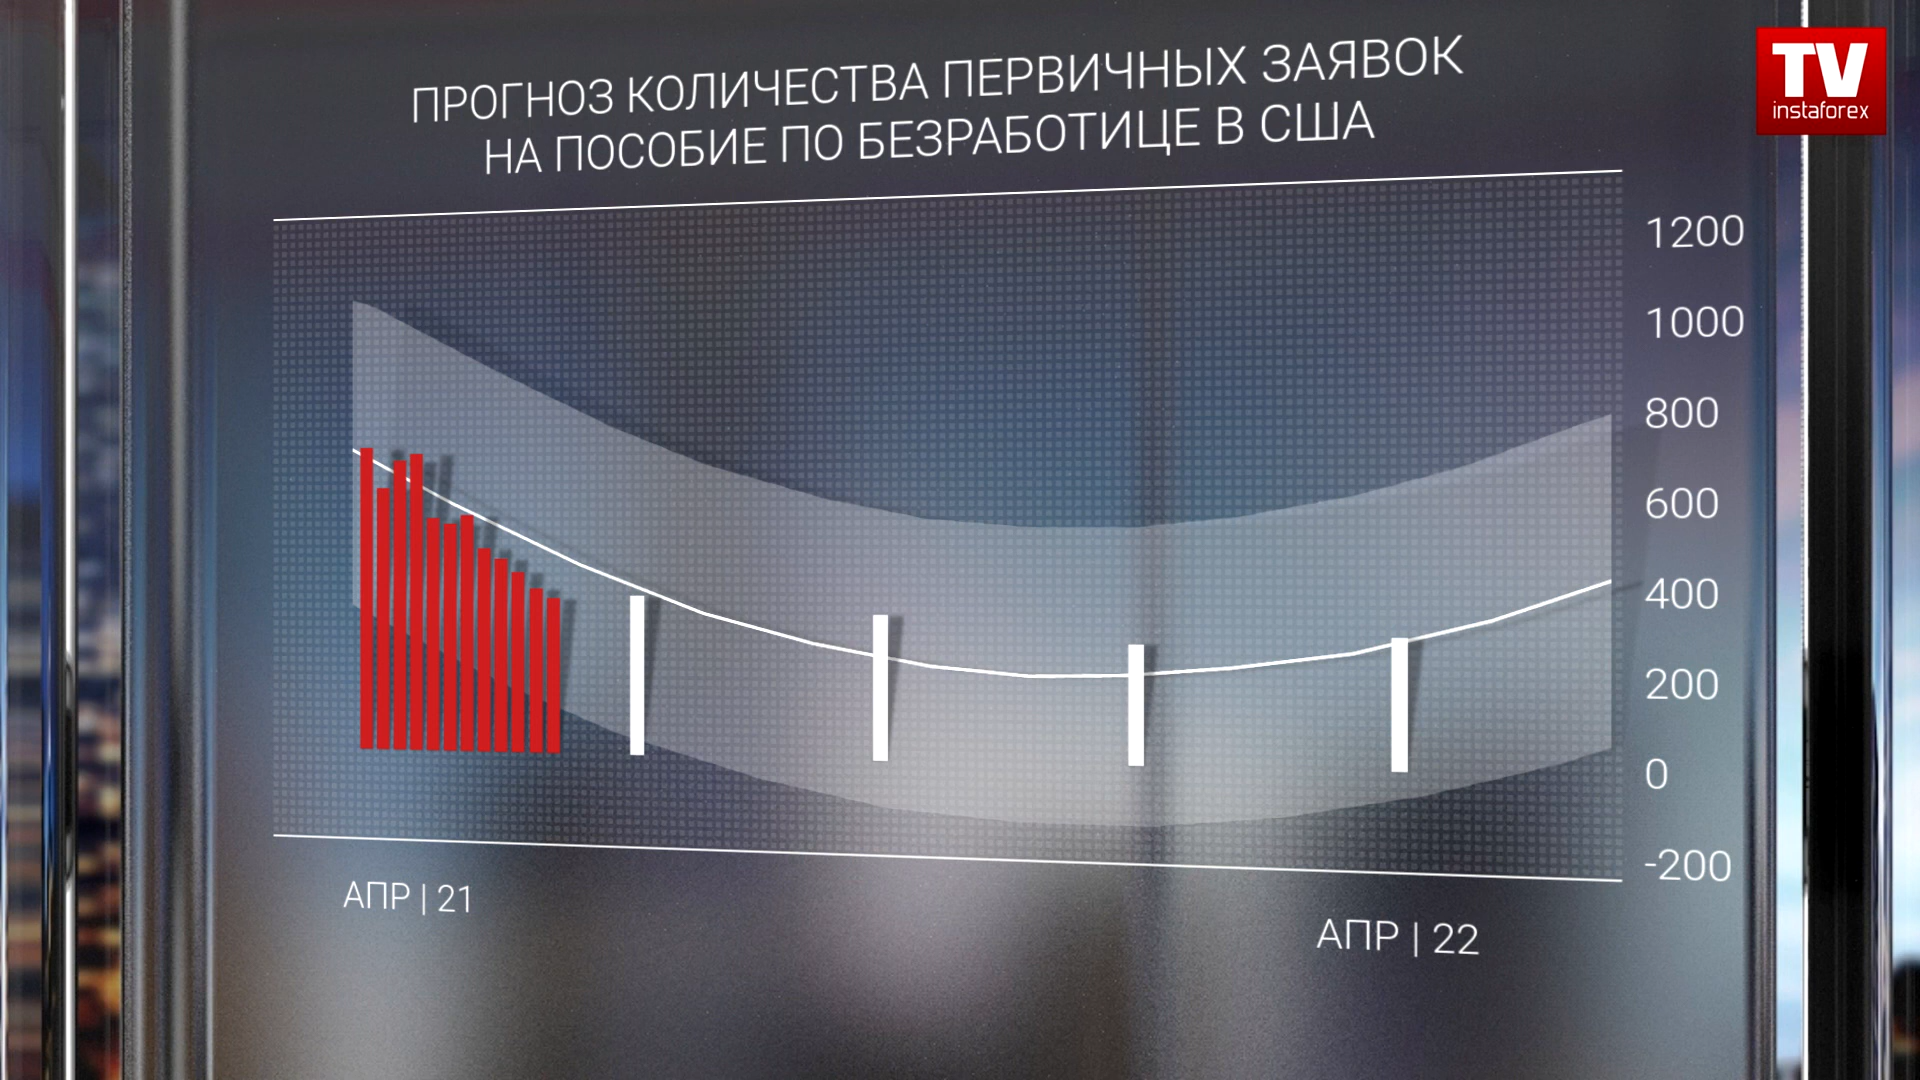 ПРОГНОЗ КОЛИЧЕСТВА ПЕРВИЧНЫХ ЗАЯВОК
НА ПОСОБИЕ ПО БЕЗРАБОТИЦЕ В США
TV
instaforex
1200
1000
800
600
400
200
0
-200
АПР | 21
АПР | 22